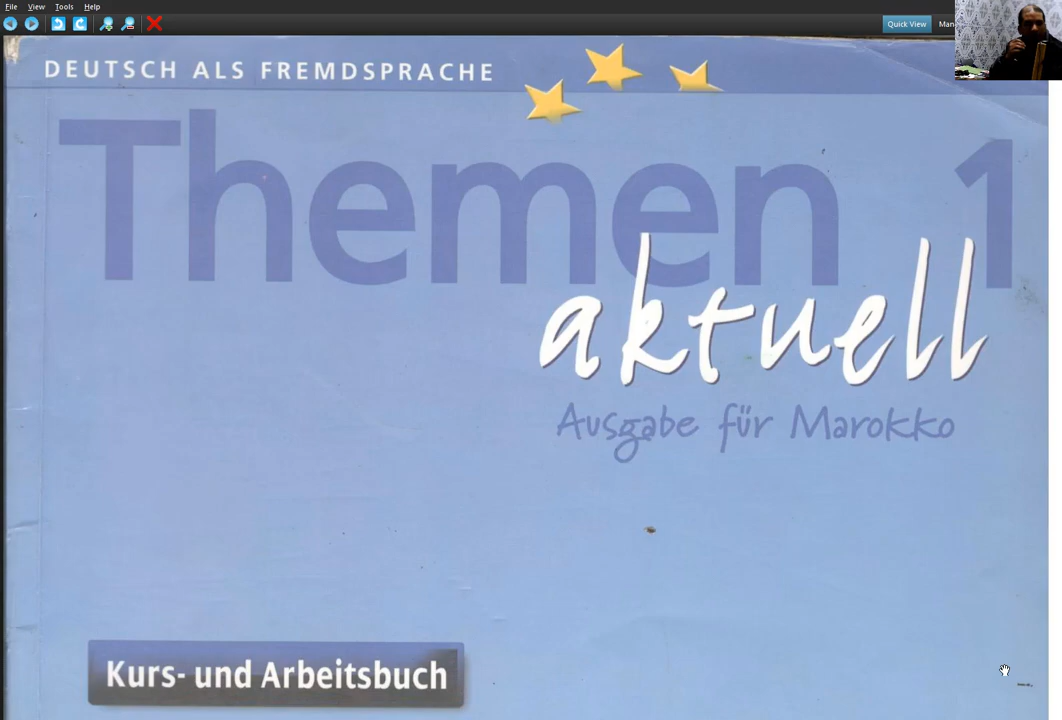 File View Tools Help
Quick View
DEUTSCH ALS FREMDSPRACHE
Themen 1
aktuell
Ausgabe für Marokko
Kurs- und Arbeitsbuch